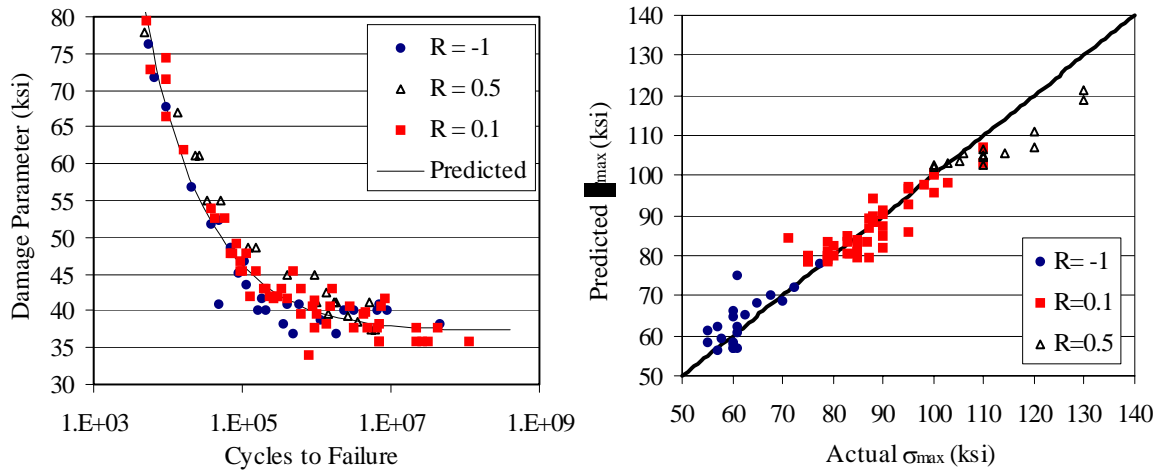 80
75
70
65
60
55
50
45
40
35
30
Damage Parameter (ksi)
1.E+03 1.E+05 1.E+07 1.E+09
Cycles to Failure
R = -1
R = 0.5
R = 0.1
Predicted
140
130
120
110
100
90
80
70
60
50
Predicted max (ksi)
50 60 70 80 90 100 110 120 130 140
Actual σmax (ksi)
R = -1
R=0.1
R=0.5